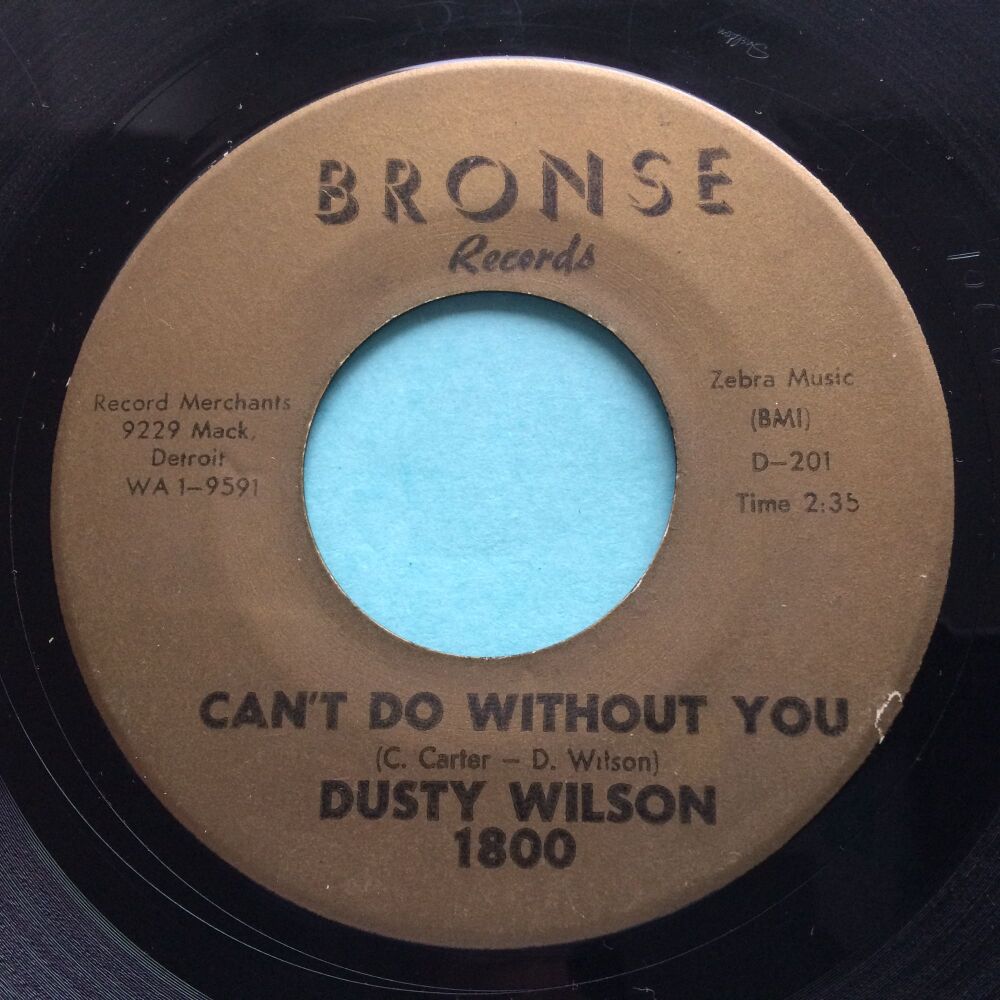 BRONSE
Records
Record Merchants
9229 Mack,
Detroit
WA 1-9591
Zebra Music
(BMI)
D-201
Time 2:35
CAN'T DO WITHOUT YOU
(C. Carter - D. Wilson)
DUSTY WILSON
1800